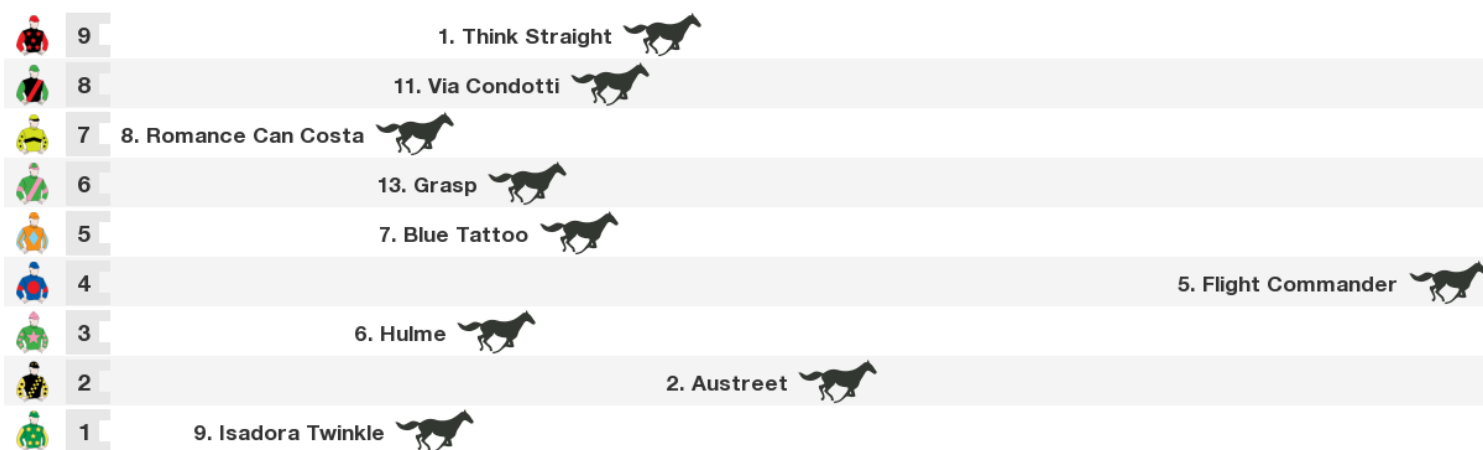 9 1. Think Straight
8 11. Via Condotti
7 8. Romance Can Costa
6 13. Grasp
5 7. Blue Tattoo
4 5. Flight Commander
3 6. Hulme
2 2. Austreet
1 9. Isadora Twinkle